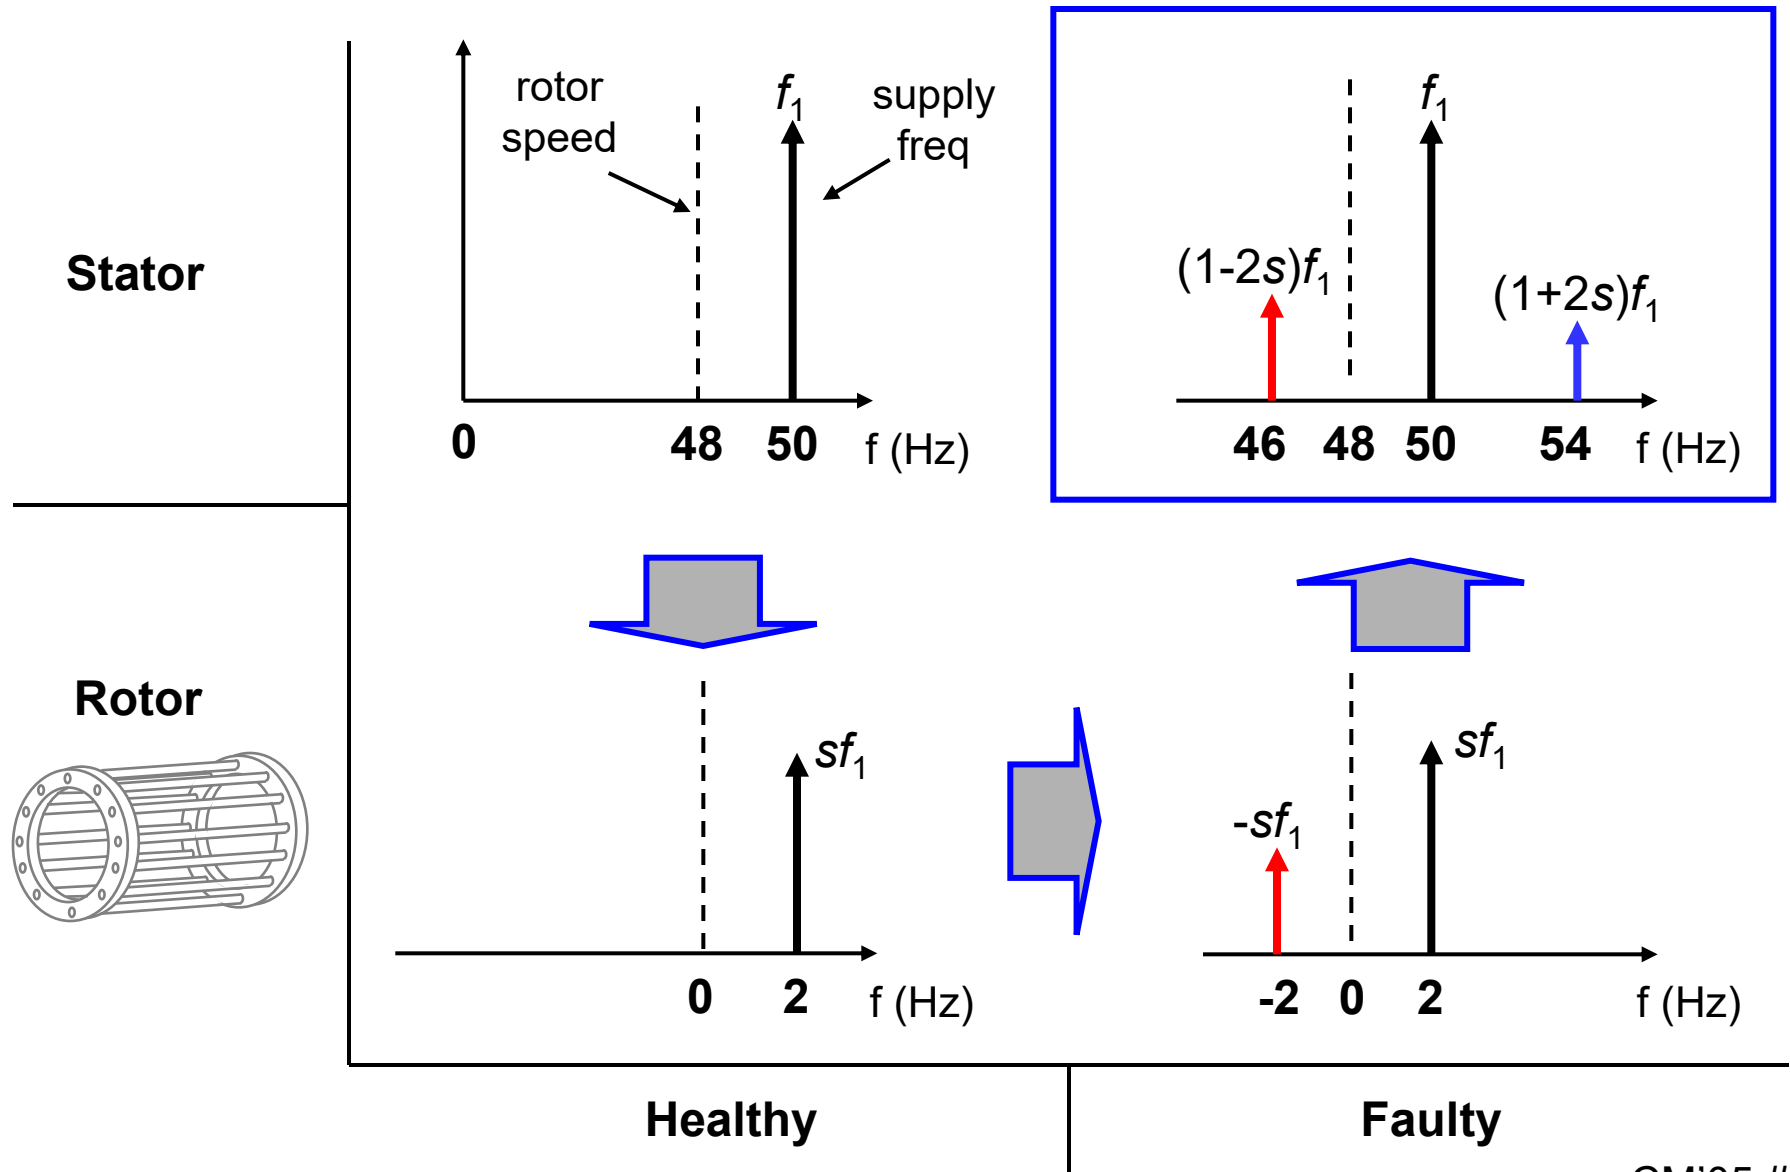 rotor
speed
f1
supply
freq
0
48
50
f (Hz)
f1
(1-2s)f1
(1+2s)f1
46
48
50
54
f (Hz)
Stator
Rotor
sf1
0
2
f (Hz)
-sf1
sf1
-2
0
2
f (Hz)
Healthy
Faulty